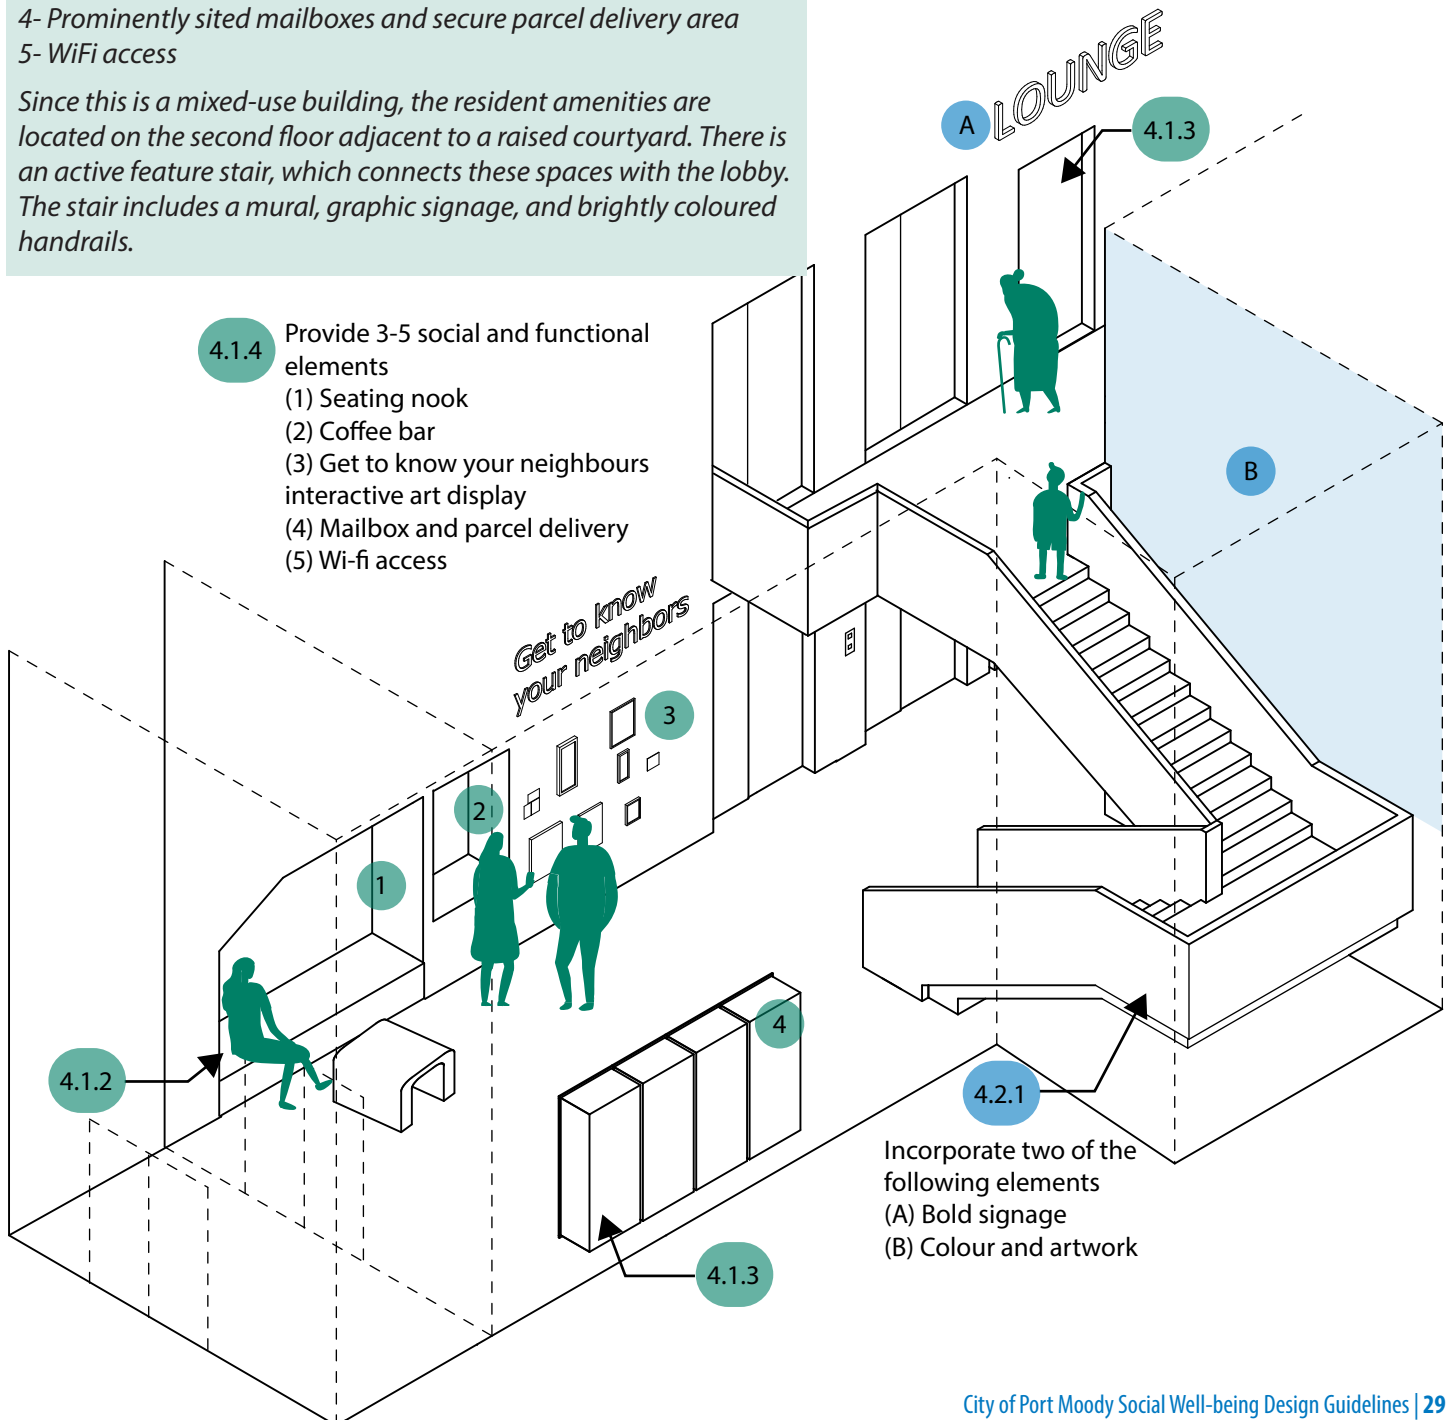 4- Prominently sited mailboxes and secure parcel delivery area
5- WiFi access
Since this is a mixed-use building, the resident amenities are
located on the second floor adjacent to a raised courtyard. There is
an active feature stair, which connects these spaces with the lobby.
The stair includes a mural, graphic signage, and brightly coloured
handrails.
A
LOUNGE
4.1.3
4.1.4
Provide 3-5 social and functional
elements
(1) Seating nook
(2) Coffee bar
(3) Get to know your neighbours
interactive art display
(4) Mailbox and parcel delivery
(5) Wi-fi access
B
Get to know
your neighbors
3
2
1
4
4.1.2
4.2.1
Incorporate two of the
following elements
(A) Bold signage
(B) Colour and artwork
4.1.3
City of Port Moody Social Well-being Design Guidelines | 29